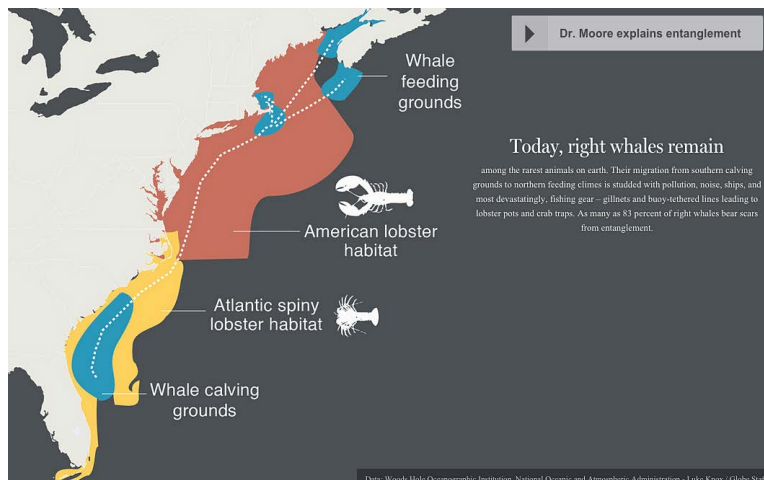 Dr. Moore explains entanglement
Whale
feeding
grounds
Today, right whales remain
among the rarest animals on earth. Their migration from southern calving
grounds to northern feeding climes is studded with pollution, noise, ships, and
most devastatingly, fishing gear – gillnets and buoy-tethered lines leading to
lobster pots and crab traps. As many as 83 percent of right whales bear scars
from entanglement.
American lobster
habitat
Atlantic spiny
lobster habitat
Whale calving
grounds
Data: Woods Hole Oceanographic Institution, National Oceanic and Atmospheric Administration - Luke Knox / Globe